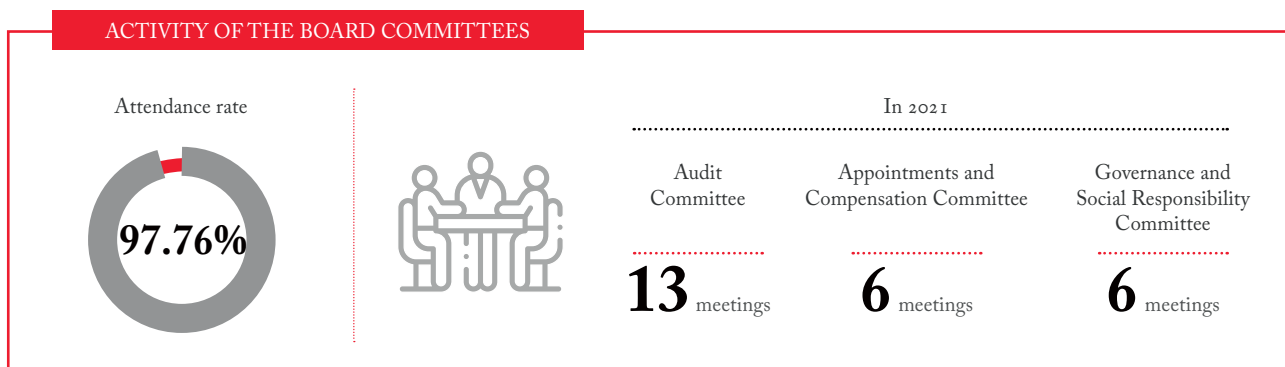 ACTIVITY OF THE BOARD COMMITTEES
Attendance rate
97.76%
In 2021
Audit
Committee
13 meetings
Appointments and
Compensation Committee
6 meetings
Governance and
Social Responsibility
Committee
6 meetings